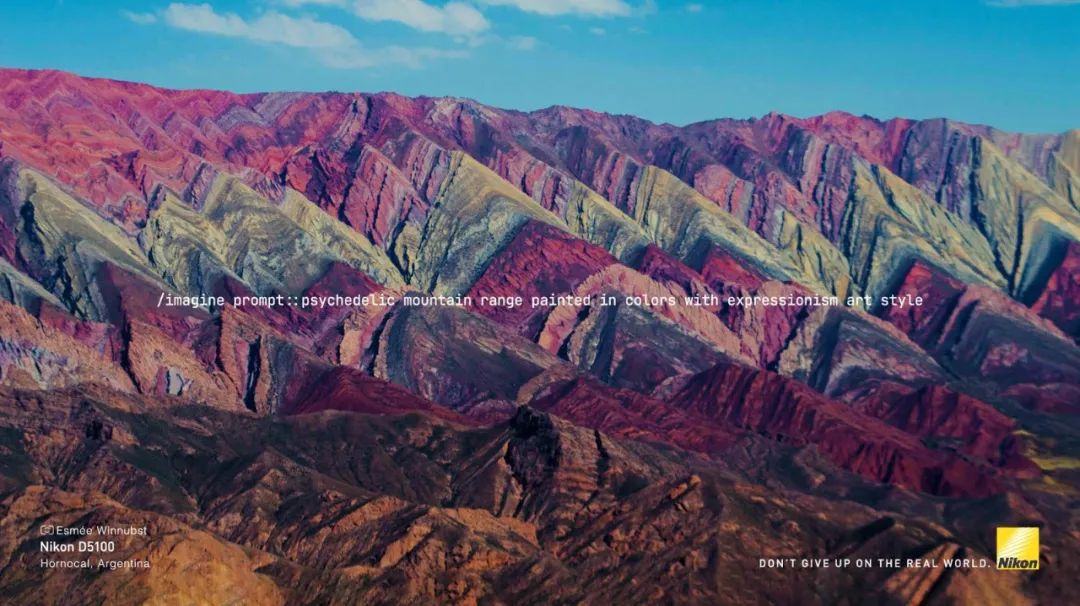 /imagine prompt::psychedelic mountain range painted in colors with expressionism art style
Esmée Winnubst
Nikon D5100
Hornocal, Argentina
DON'T GIVE UP ON THE REAL WORLD.
Nikon